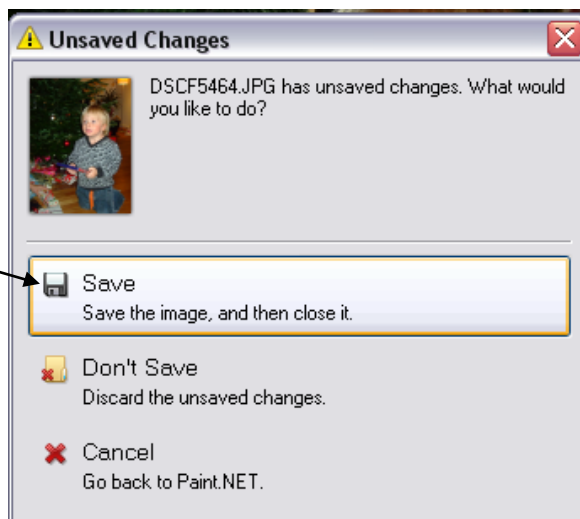 Unsaved Changes
DSCF5464.JPG has unsaved changes. What would
you like to do?
Save
Save the image, and then close it.
Don't Save
Discard the unsaved changes.
Cancel
Go back to Paint.NET.